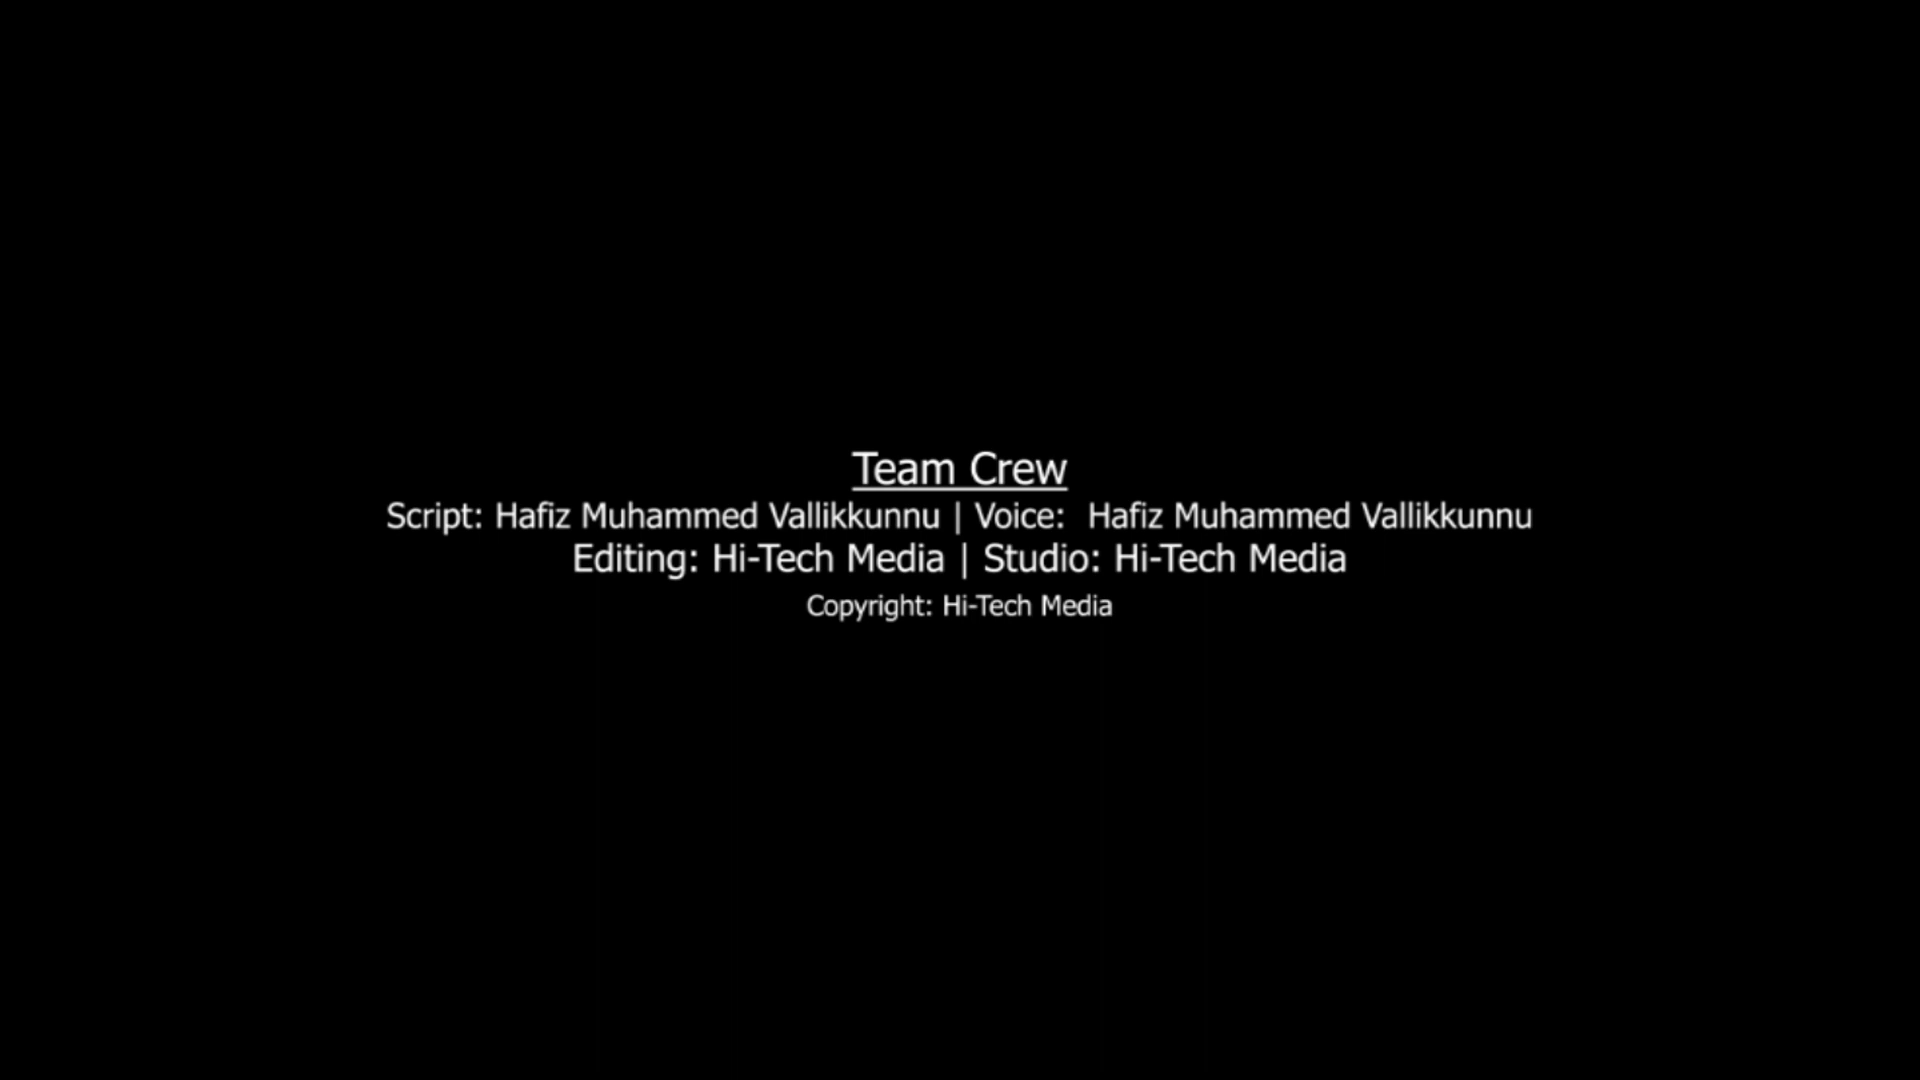 Team Crew
Script: Hafiz Muhammed Vallikkunnu | Voice:  Hafiz Muhammed Vallikkunnu
Editing: Hi-Tech Media | Studio: Hi-Tech Media
Copyright: Hi-Tech Media